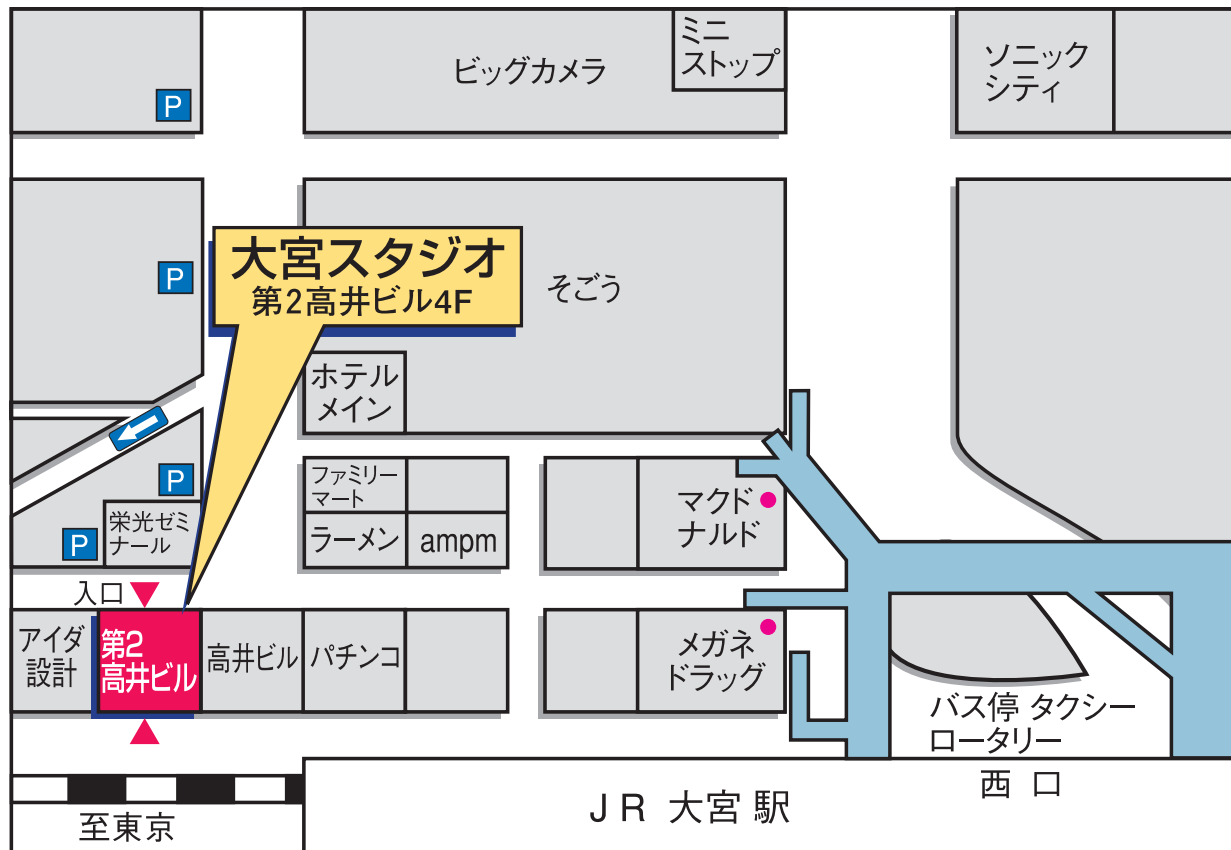 ビッグカメラ
ミニ
ストップ
ソニック
シティ
P
P
大宮スタジオ
第2高井ビル4F
そごう
ホテル
メイン
P
P
栄光ゼミ
ナール
ファミリー
マート
ラーメン
ampm
マクド
ナルド
入口
アイダ
設計
第2
高井ビル
高井ビル
パチンコ
メガネ
ドラッグ
バス停 タクシー
ロータリー
西 口
至東京
J R 大宮駅